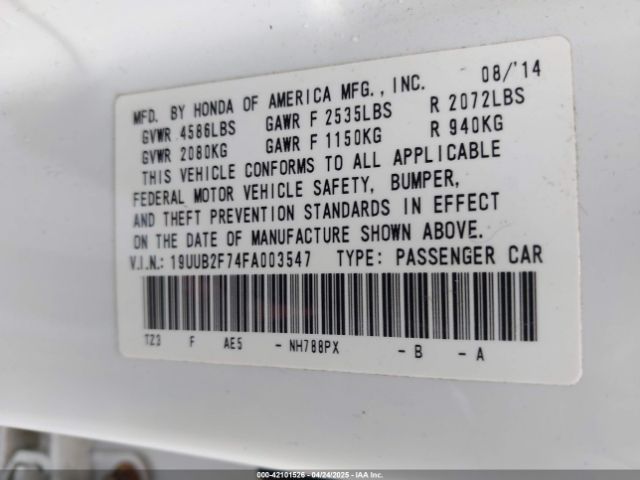 MFD. BY HONDA OF AMERICA MFG., INC. 08/'14
GVWR 4586LBS GAWR F 2535LBS R 2072LBS
GVWR 2080KG GAWR F 1150KG R 940KG
THIS VEHICLE CONFORMS TO ALL APPLICABLE
FEDERAL MOTOR VEHICLE SAFETY, BUMPER,
AND THEFT PREVENTION STANDARDS IN EFFECT
ON THE DATE OF MANUFACTURE SHOWN ABOVE.
V.I.N.: 19UUB2F74FA003547 TYPE: PASSENGER CAR
TZ3 F AE5 - NH788PX - B - A
000-42101526 - 04/24/2025 - IAA Inc.